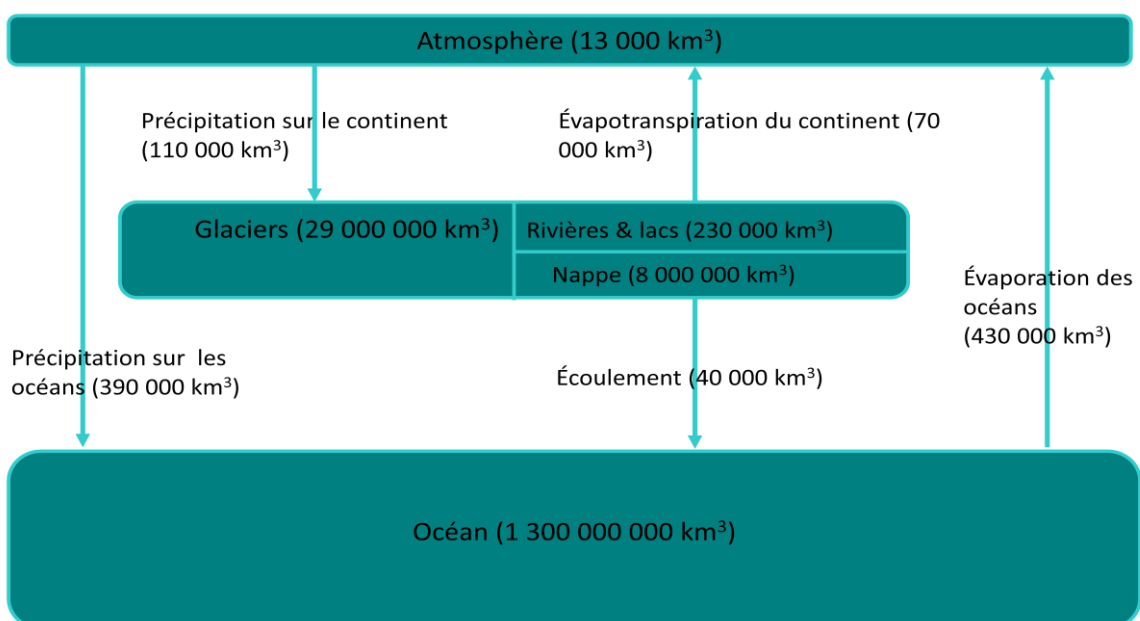 Atmosphère (13 000 km³)
Précipitation sur le continent
(110 000 km³)
Évapotranspiration du continent (70
000 km³)
Glaciers (29 000 000 km³)
Rivières & lacs (230 000 km³)
Nappe (8 000 000 km³)
Évaporation des
océans
(430 000 km³)
Précipitation sur  les
océans (390 000 km³)
Écoulement (40 000 km³)
Océan (1 300 000 000 km³)